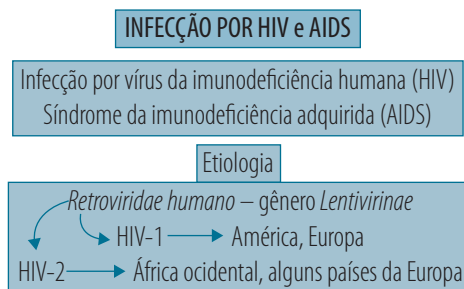 INFECÇÃO POR HIV e AIDS
Infecção por vírus da imunodeficiência humana (HIV)
Síndrome da imunodeficiência adquirida (AIDS)
Etiologia
Retroviridae humano – gênero Lentivirinae
HIV-1 América, Europa
HIV-2 África ocidental, alguns países da Europa